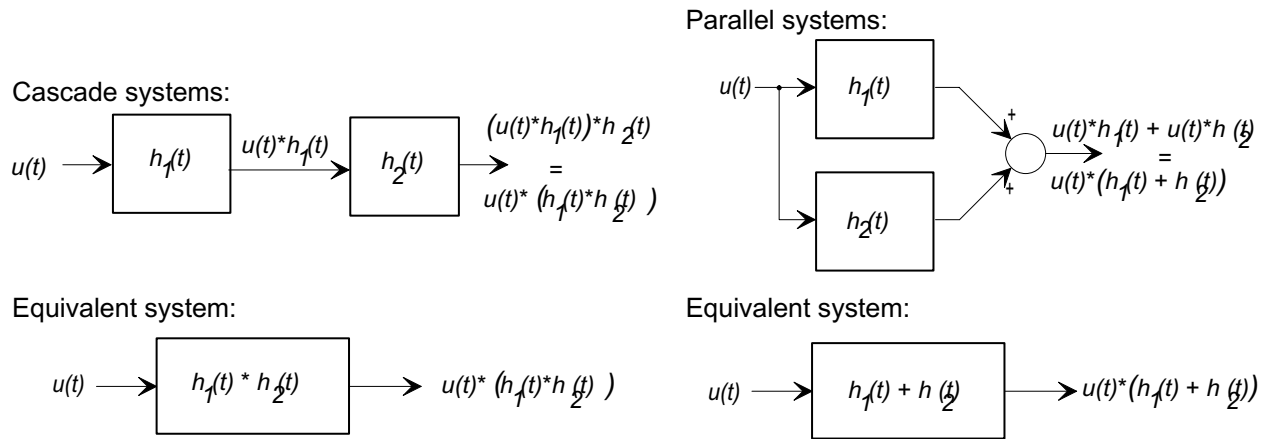 Cascade systems:
u(t)
h1(t)
u(t)*h1(t)
h2(t)
(u(t)*h1(t))*h2(t)
=
u(t)* (h1(t)*h2(t) )
Equivalent system:
u(t)
h1(t) * h2(t)
u(t)* (h1(t)*h2(t) )
Parallel systems:
u(t)
h1(t)
h2(t)
+
+
u(t)*h1(t) + u(t)*h2(t)
=
u(t)*(h1(t) + h2(t))
Equivalent system:
u(t)
h1(t) + h2(t)
u(t)*(h1(t) + h2(t))